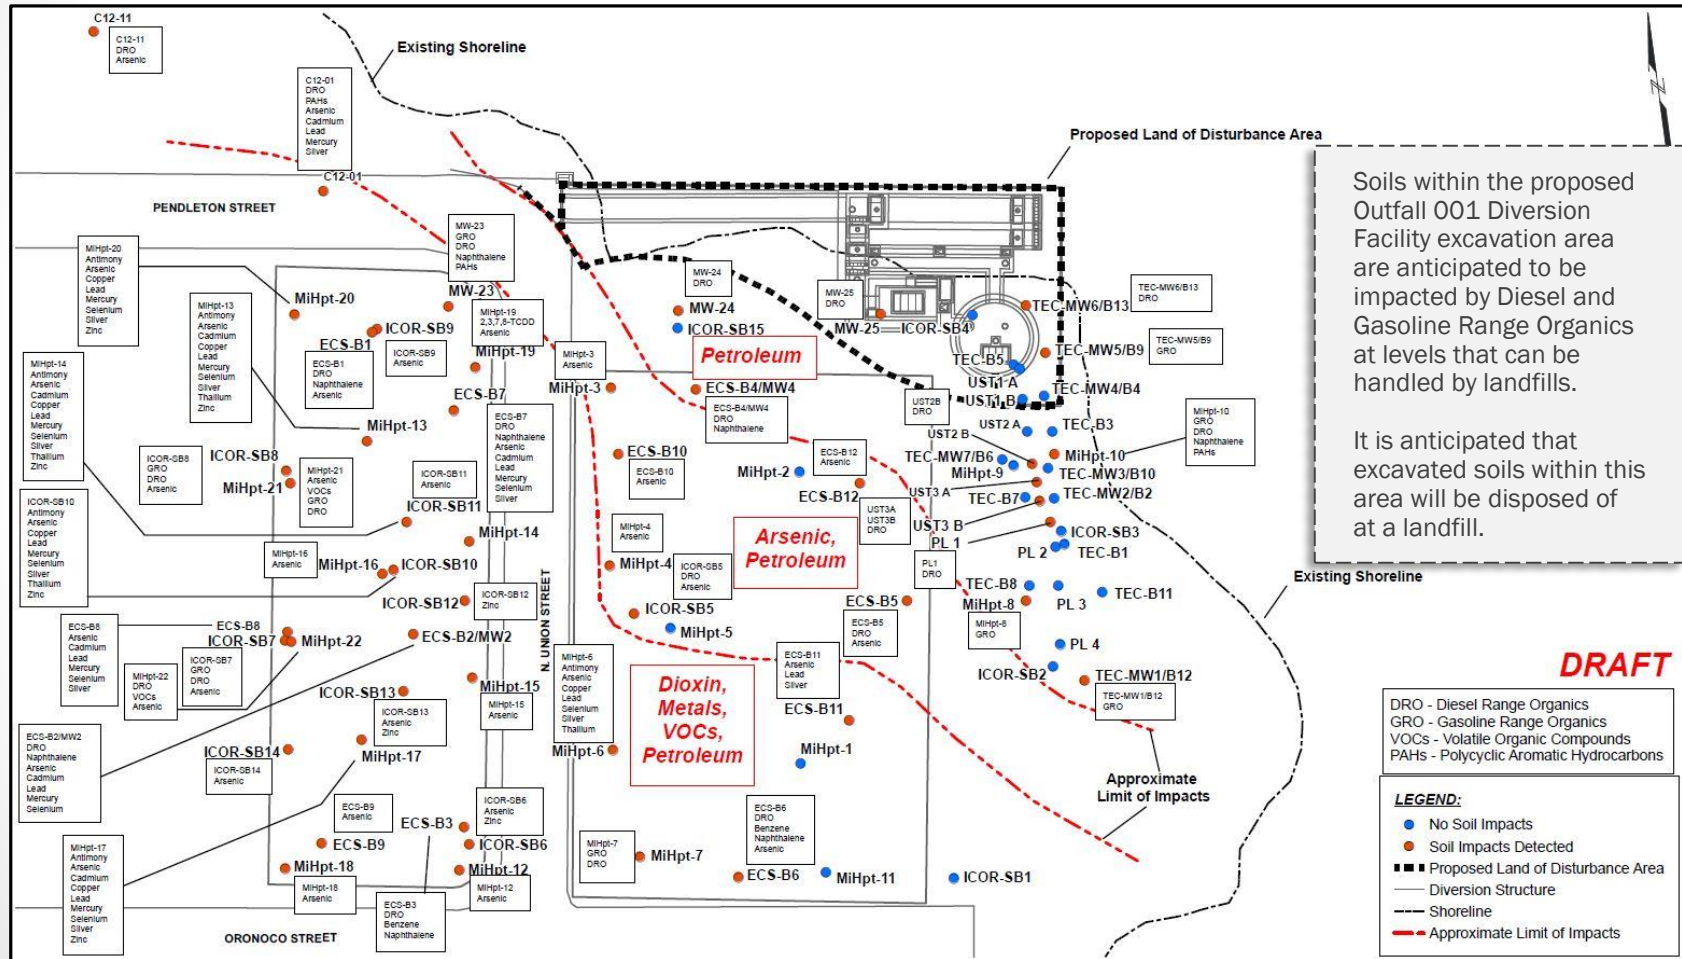 C12-11
C12-11
DRO
Arsenic
Existing Shoreline
C12-01
DRO
PAHs
Arsenic
Cadmium
Lead
Mercury
Silver
C12-01
PENDLETON STREET
Proposed Land of Disturbance Area
Soils within the proposed
Outfall 001 Diversion
Facility excavation area
are anticipated to be
impacted by Diesel and
Gasoline Range Organics
at levels that can be
handled by landfills.
It is anticipated that
excavated soils within this
area will be disposed of
at a landfill.
N
MiHpt-20
Antimony
Arsenic
Copper
Lead
Mercury
Selenium
Silver
Zinc
MiHpt-13
Antimony
Arsenic
Cadmium
Copper
Lead
Mercury
Selenium
Silver
Thallium
Zinc
MiHpt-14
Antimony
Arsenic
Cadmium
Copper
Lead
Mercury
Selenium
Silver
Thallium
Zinc
MW-23
GRO
DRO
Naphthalene
PAHs
MiHpt-20
MW-23
ICOR-SB9
ECS-B1
ECS-B1
DRO
Naphthalene
Arsenic
ICOR-SB9
Arsenic
MiHpt-19
2,3,7,8-TCDD
Arsenic
MiHpt-19
ECS-B7
ECS-B7
DRO
Naphthalene
Arsenic
Cadmium
Lead
Mercury
Selenium
Silver
MiHpt-13
ICOR-SB8
GRO
DRO
Arsenic
ICOR-SB8
MiHpt-21
MiHpt-21
Arsenic
VOCs
GRO
DRO
ICOR-SB11
Arsenic
ICOR-SB11
MiHpt-14
ICOR-SB10
Antimony
Arsenic
Copper
Lead
Mercury
Selenium
Silver
Thallium
Zinc
MiHpt-16
Arsenic
MiHpt-16
ICOR-SB10
ICOR-SB12
ICOR-SB12
Zinc
ECS-B8
Arsenic
Cadmium
Lead
Mercury
Selenium
Silver
ECS-B8
ICOR-SB7
MiHpt-22
ECS-B2/MW2
MiHpt-22
DRO
VOCs
Arsenic
ICOR-SB7
GRO
DRO
Arsenic
ICOR-SB13
ICOR-SB13
Arsenic
Zinc
MiHpt-15
MiHpt-15
Arsenic
ECS-B2/MW2
DRO
Naphthalene
Arsenic
Cadmium
Lead
Mercury
Selenium
ICOR-SB14
ICOR-SB14
Arsenic
MiHpt-17
ECS-B9
Arsenic
ECS-B9
ECS-B3
ICOR-SB6
Arsenic
Zinc
ICOR-SB6
MiHpt-17
Antimony
Arsenic
Cadmium
Copper
Lead
Mercury
Selenium
Silver
Zinc
MiHpt-18
MiHpt-18
Arsenic
MiHpt-12
MiHpt-12
Arsenic
ECS-B3
DRO
Benzene
Naphthalene
ORONOCO STREET
N. UNION STREET
MW-24
DRO
MW-24
ICOR-SB15
MW-25
DRO
MW-25
ICOR-SB4
TEC-MW6/B13
TEC-MW6/B13
DRO
Petroleum
MiHpt-3
Arsenic
MiHpt-3
ECS-B4/MW4
ECS-B4/MW4
DRO
Naphthalene
TEC-MW5/B9
TEC-MW5/B9
GRO
TEC-B5
UST1 A
UST1 B
TEC-MW4/B4
UST2B
DRO
UST2 A
TEC-B3
UST2 B
MiHpt-10
MiHpt-10
GRO
DRO
Naphthalene
PAHs
ECS-B10
ECS-B10
Arsenic
MiHpt-2
ECS-B12
Arsenic
ECS-B12
TEC-MW7/B6
MiHpt-9
TEC-MW3/B10
UST3 A
TEC-B7
TEC-MW2/B2
UST3A
UST3B
DRO
UST3 B
PL 1
ICOR-SB3
PL 2
TEC-B1
Arsenic,
Petroleum
MiHpt-4
Arsenic
MiHpt-4
ICOR-SB5
DRO
Arsenic
ICOR-SB5
MiHpt-5
PL1
DRO
TEC-B8
MiHpt-8
PL 3
TEC-B11
MiHpt-8
GRO
ECS-B5
ECS-B5
DRO
Arsenic
PL 4
ICOR-SB2
TEC-MW1/B12
TEC-MW1/B12
GRO
Existing Shoreline
MiHpt-6
Antimony
Arsenic
Copper
Lead
Selenium
Silver
Thallium
MiHpt-6
Dioxin,
Metals,
VOCs,
Petroleum
ECS-B11
Arsenic
Lead
Silver
ECS-B11
MiHpt-1
Approximate
Limit of Impacts
MiHpt-7
GRO
DRO
MiHpt-7
ECS-B6
DRO
Benzene
Naphthalene
Arsenic
ECS-B6
MiHpt-11
ICOR-SB1
DRAFT
DRO - Diesel Range Organics
GRO - Gasoline Range Organics
VOCs - Volatile Organic Compounds
PAHs - Polycyclic Aromatic Hydrocarbons
LEGEND:
No Soil Impacts
Soil Impacts Detected
Proposed Land of Disturbance Area
Diversion Structure
Shoreline
Approximate Limit of Impacts